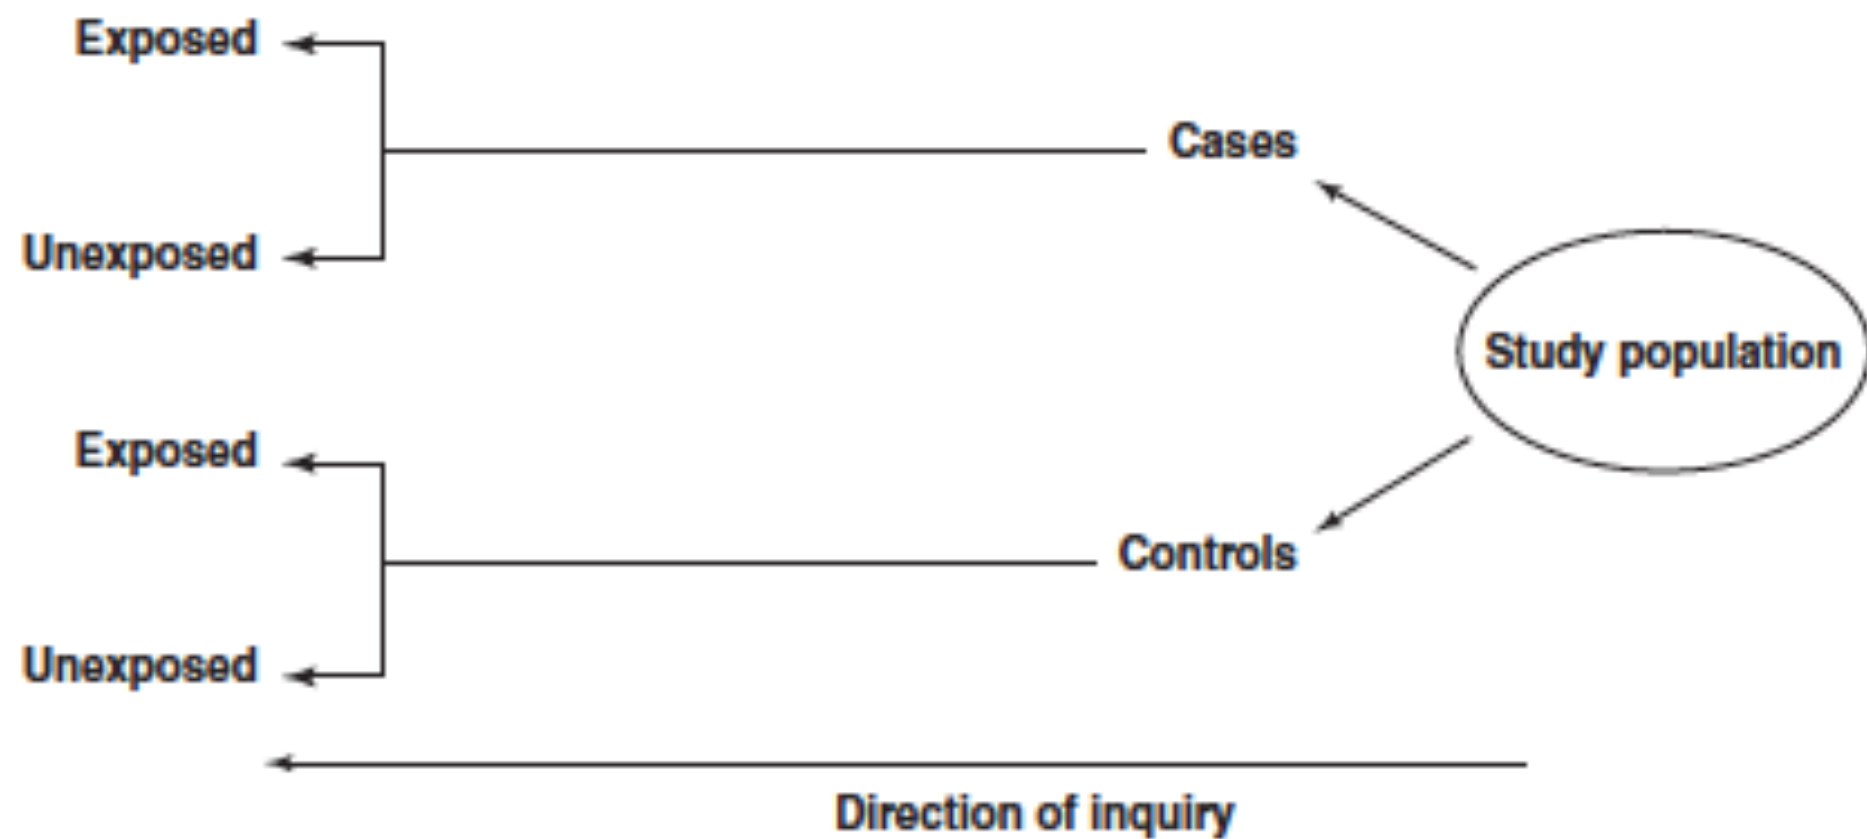 Exposed
Cases
Unexposed
Study population
Exposed
Controls
Unexposed
Direction of inquiry